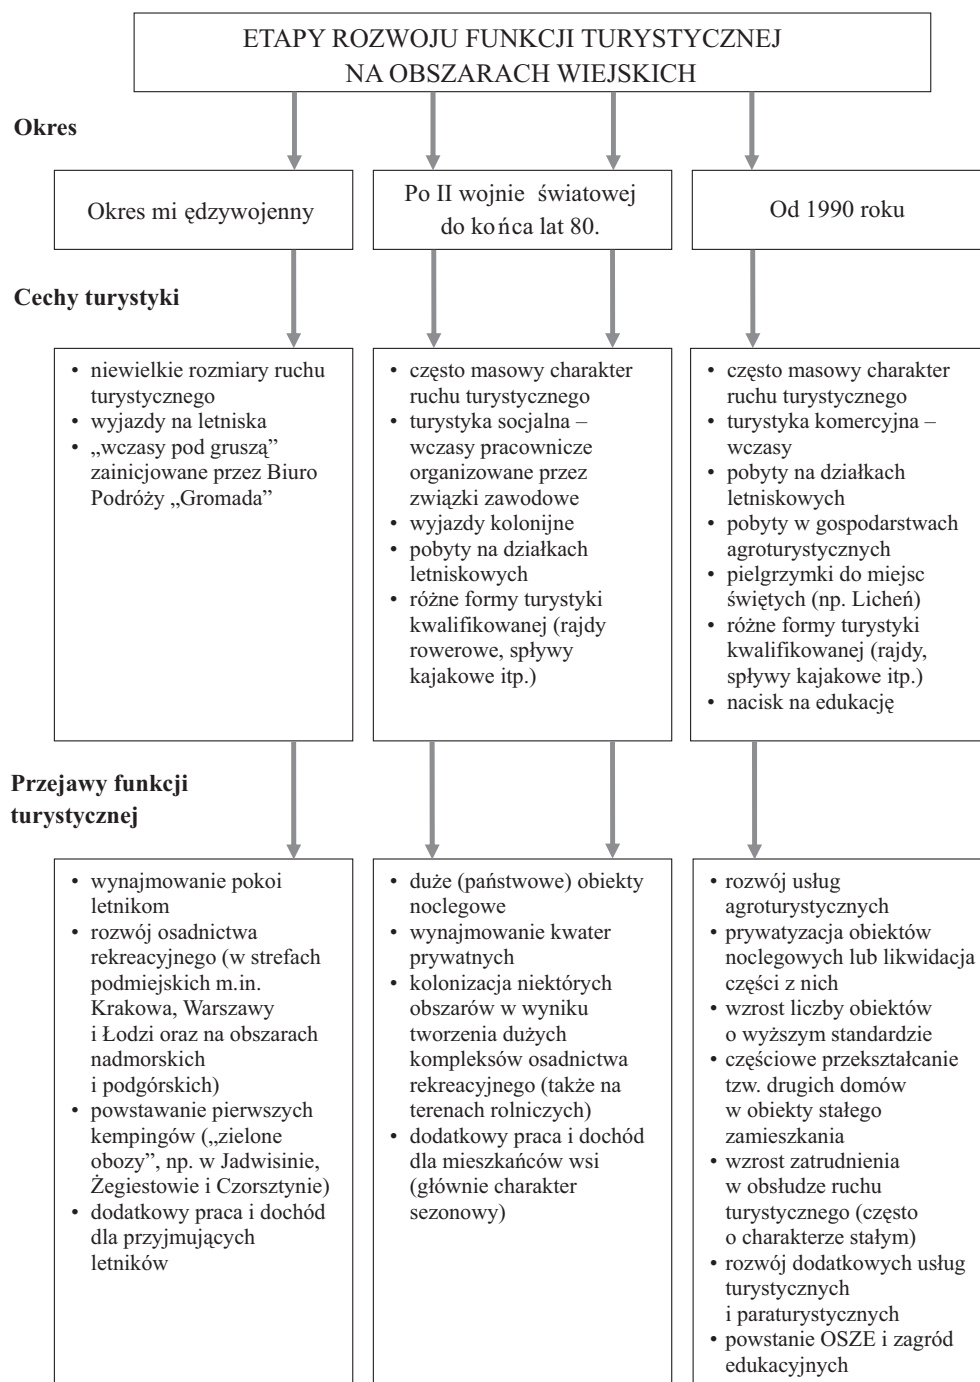 ETAPY ROZWOJU FUNKCJI TURYSTYCZNEJ
NA OBSZARACH WIEJSKICH
Okres
Okres mi ędzywojenny
Po II wojnie światowej
do końca lat 80.
Od 1990 roku
Cechy turystyki
• niewielkie rozmiary ruchu
turystycznego
• wyjazdy na letniska
• „wczasy pod gruszą”
zainicjowane przez Biuro
Podróży „Gromada”
• często masowy charakter
ruchu turystycznego
• turystyka socjalna –
wczasy pracownicze
organizowane przez
związki zawodowe
• wyjazdy kolonijne
• pobyty na działkach
letniskowych
• różne formy turystyki
kwalifikowanej (rajdy
rowerowe, spływy
kajakowe itp.)
• często masowy charakter
ruchu turystycznego
• turystyka komercyjna –
wczasy
• pobyty na działkach
letniskowych
• pobyty w gospodarstwach
agroturystycznych
• pielgrzymki do miejsc
świętych (np. Licheń)
• różne formy turystyki
kwalifikowanej (rajdy,
spływy kajakowe itp.)
• nacisk na edukację
Przejawy funkcji
turystycznej
• wynajmowanie pokoi
letnikom
• rozwój osadnictwa
rekreacyjnego (w strefach
podmiejskich m.in.
Krakowa, Warszawy
i Łodzi oraz na obszarach
nadmorskich
i podgórskich)
• powstawanie pierwszych
kempingów („zielone
obozy”, np. w Jadwisinie,
Żegiestowie i Czorsztynie)
• dodatkowy praca i dochód
dla przyjmujących
letników
• duże (państwowe) obiekty
noclegowe
• wynajmowanie kwater
prywatnych
• kolonizacja niektórych
obszarów w wyniku
tworzenia dużych
kompleksów osadnictwa
rekreacyjnego (także na
terenach rolniczych)
• dodatkowy praca i dochód
dla mieszkańców wsi
(głównie charakter
sezonowy)
• rozwój usług
agroturystycznych
• prywatyzacja obiektów
noclegowych lub likwidacja
części z nich
• wzrost liczby obiektów
o wyższym standardzie
• częściowe przekształcanie
tzw. drugich domów
w obiekty stałego
zamieszkania
• wzrost zatrudnienia
w obsłudze ruchu
turystycznego (często
o charakterze stałym)
• rozwój dodatkowych usług
turystycznych
i paraturystycznych
• powstanie OSZE i zagród
edukacyjnych